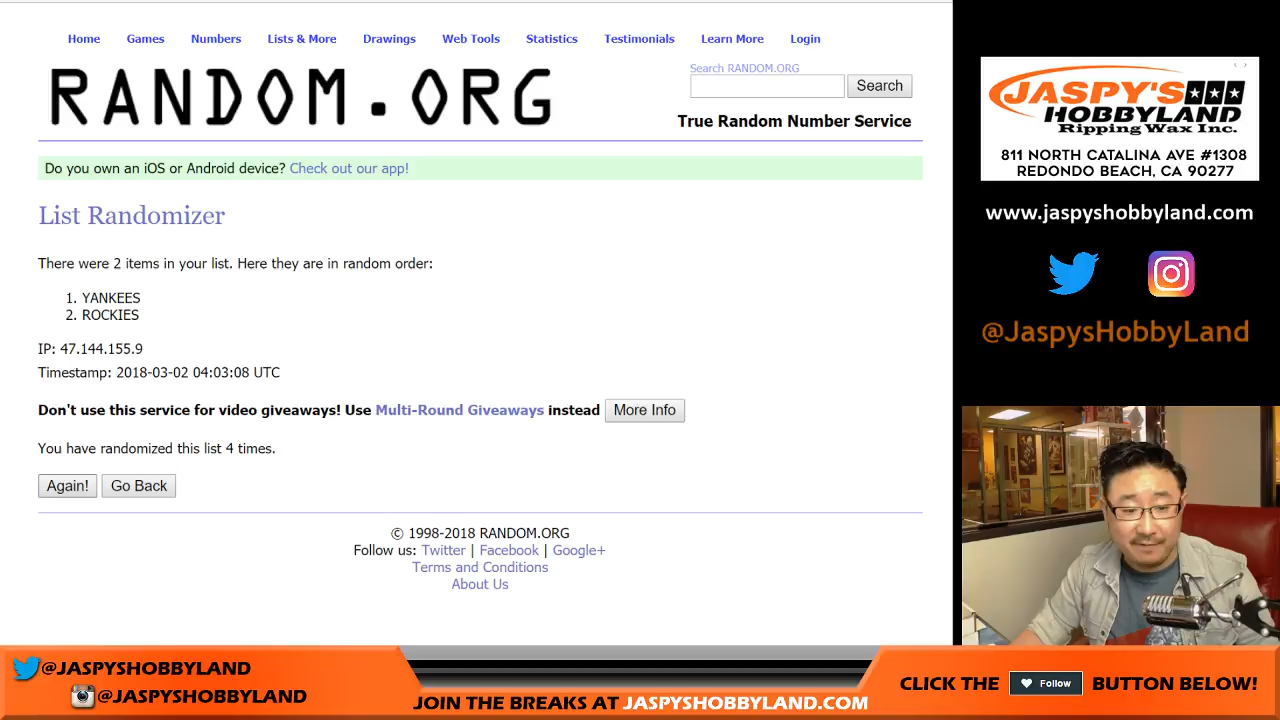 Home Games Numbers Lists & More Drawings Web Tools Statistics Testimonials Learn More Login
RANDOM.ORG
Search RANDOM.ORG
Search
True Random Number Service
Do you own an iOS or Android device? Check out our app!
List Randomizer
There were 2 items in your list. Here they are in random order:
1. YANKEES
2. ROCKIES
IP: 47.144.155.9
Timestamp: 2018-03-02 04:03:08 UTC
Don't use this service for video giveaways! Use Multi-Round Giveaways instead More Info
You have randomized this list 4 times.
Again! Go Back
© 1998-2018 RANDOM.ORG
Follow us: Twitter | Facebook | Google+
Terms and Conditions
About Us
JASPY'S
HOBBYLAND
Ripping Wax Inc.
811 NORTH CATALINA AVE #1308
REDONDO BEACH, CA 90277
www.jaspyshobbyland.com
@JaspysHobbyLand
@JASPYSHOBBYLAND
@JASPYSHOBBYLAND
JOIN THE BREAKS AT JASPYSHOBBYLAND.COM
CLICK THE Follow BUTTON BELOW!